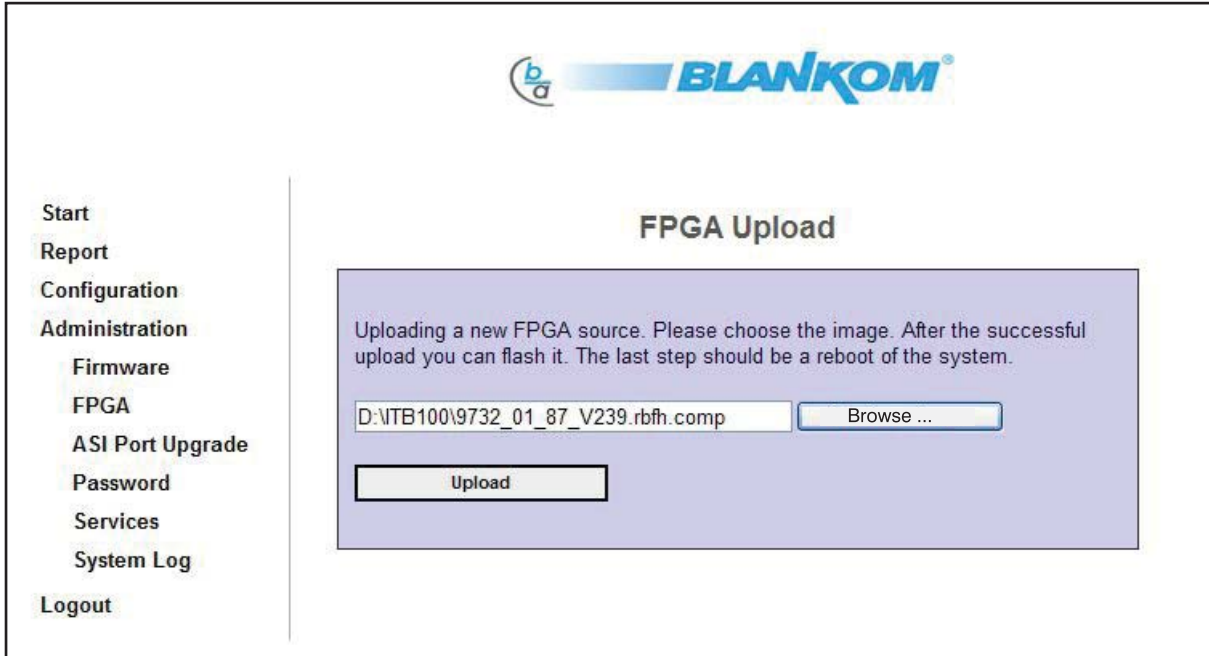 b
a
BLANKOM®
Start
Report
Configuration
Administration
Firmware
FPGA
ASI Port Upgrade
Password
Services
System Log
Logout
FPGA Upload
Uploading a new FPGA source. Please choose the image. After the successful
upload you can flash it. The last step should be a reboot of the system.
D:\ITB100\9732_01_87_V239.rbfh.comp
Browse ...
Upload